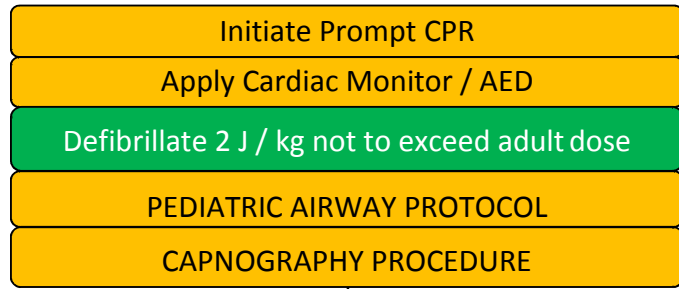 Initiate Prompt CPR
Apply Cardiac Monitor / AED
Defibrillate 2 J / kg not to exceed adult dose
PEDIATRIC AIRWAY PROTOCOL
CAPNOGRAPHY PROCEDURE